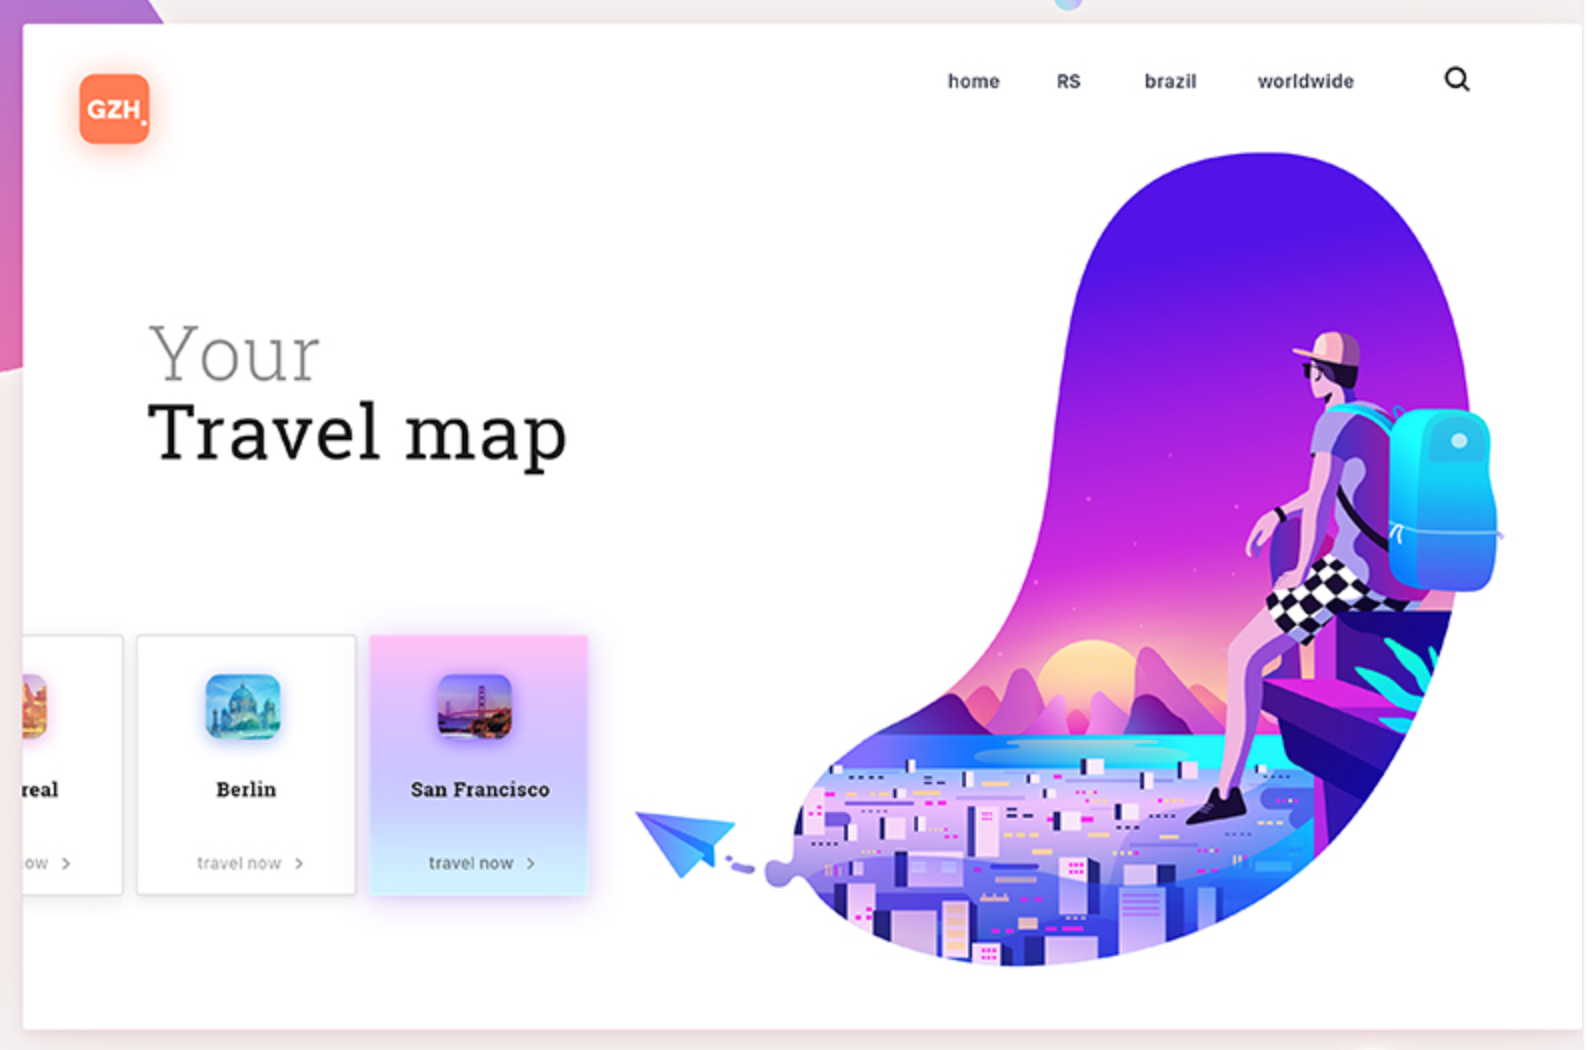 GZH.
home RS brazil worldwide
Your
Travel map
real
Berlin
San Francisco
ow >
travel now >
travel now >